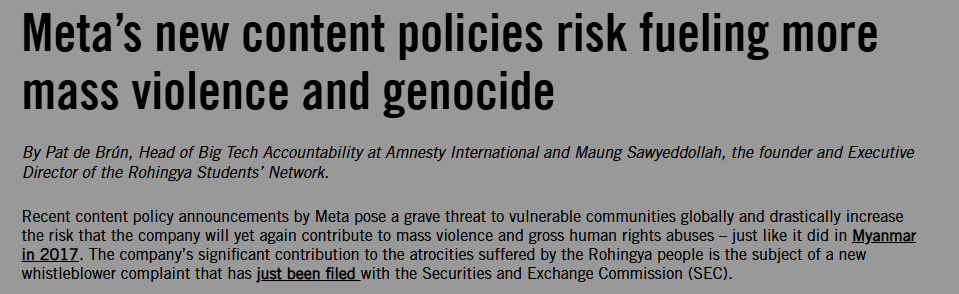 Meta’s new content policies risk fueling more
mass violence and genocide
By Pat de Brún, Head of Big Tech Accountability at Amnesty International and Maung Sawyeddollah, the founder and Executive
Director of the Rohingya Students’ Network.
Recent content policy announcements by Meta pose a grave threat to vulnerable communities globally and drastically increase
the risk that the company will yet again contribute to mass violence and gross human rights abuses – just like it did in Myanmar
in 2017. The company’s significant contribution to the atrocities suffered by the Rohingya people is the subject of a new
whistleblower complaint that has just been filed with the Securities and Exchange Commission (SEC).